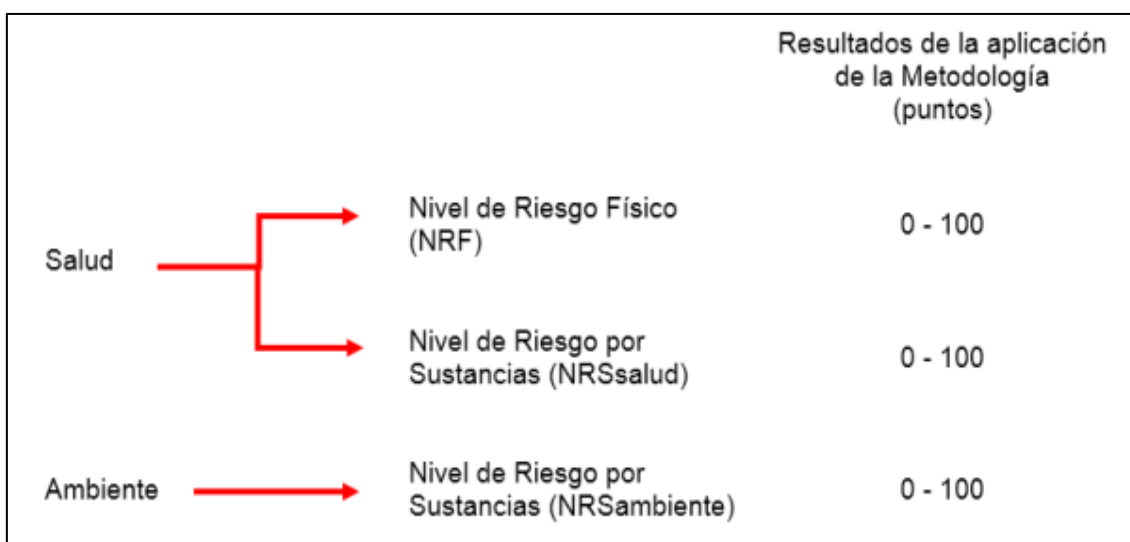 Resultados de la aplicación
de la Metodología
(puntos)
Nivel de Riesgo Físico
(NRF)
0 - 100
Salud
Nivel de Riesgo por
Sustancias (NRSsalud)
0 - 100
Ambiente
Nivel de Riesgo por
Sustancias (NRSambiente)
0 - 100